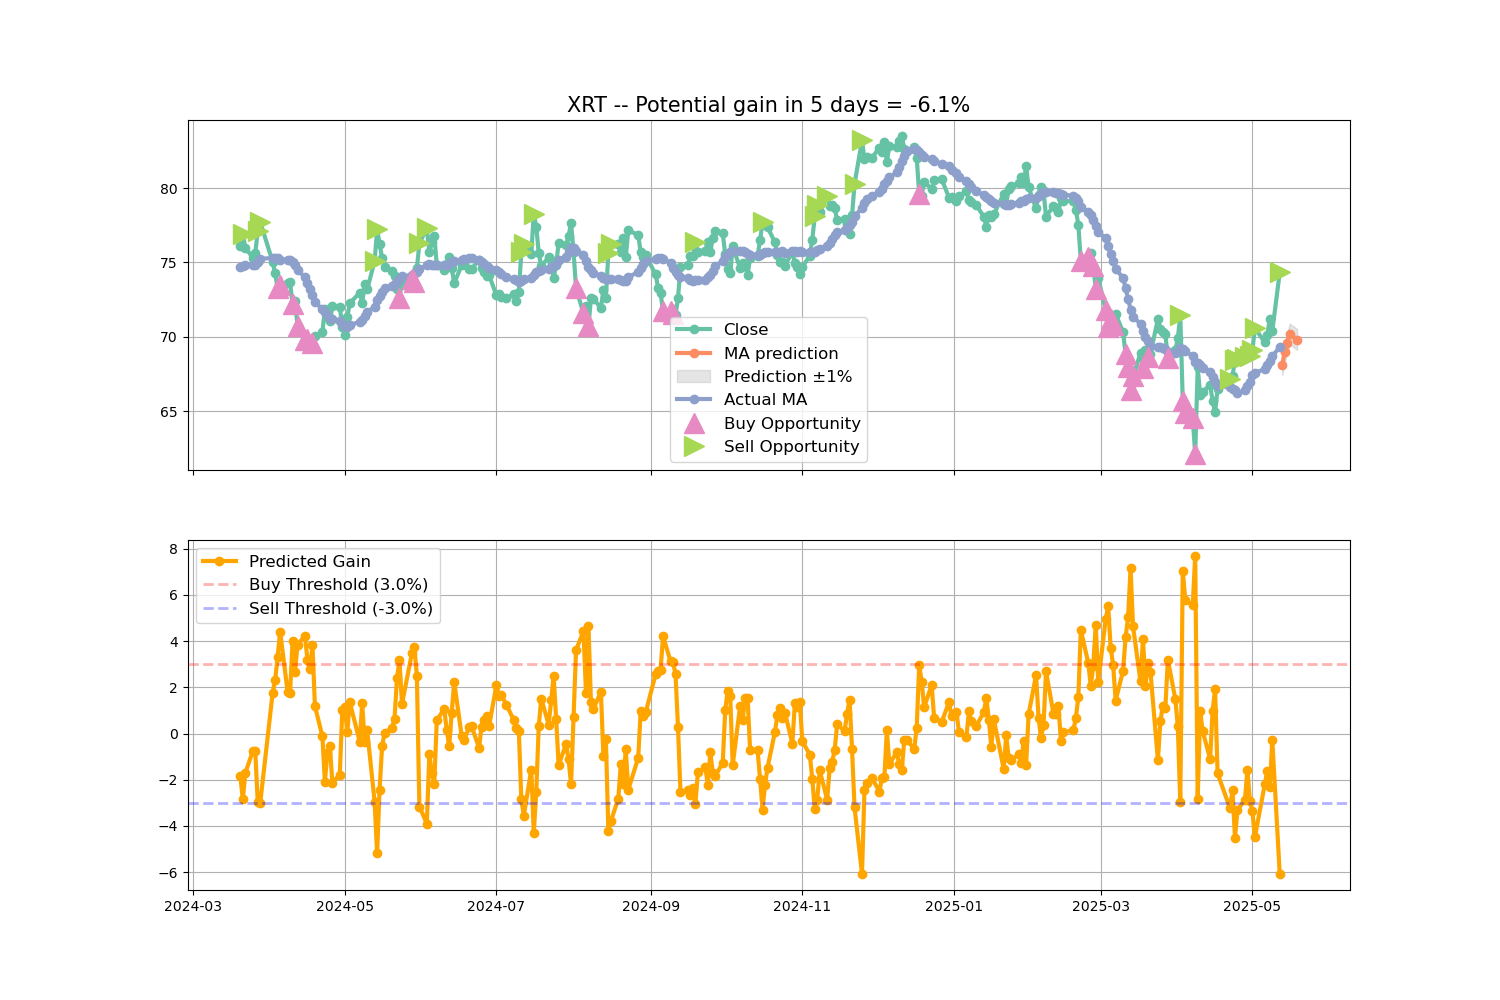 XRT -- Potential gain in 5 days = -6.1%
80
75
70
65
Close
MA prediction
Prediction ±1%
Actual MA
Buy Opportunity
Sell Opportunity
8
6
4
2
0
−2
−4
−6
Predicted Gain
Buy Threshold (3.0%)
Sell Threshold (-3.0%)
2024-03 2024-05 2024-07 2024-09 2024-11 2025-01 2025-03 2025-05